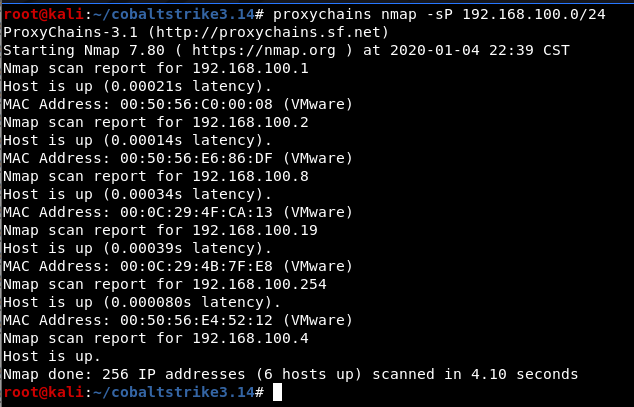 root@kali:~/cobaltstrike3.14# proxychains nmap -sP 192.168.100.0/24
ProxyChains-3.1 (http://proxychains.sf.net)
Starting Nmap 7.80 ( https://nmap.org ) at 2020-01-04 22:39 CST
Nmap scan report for 192.168.100.1
Host is up (0.00021s latency).
MAC Address: 00:50:56:C0:00:08 (VMware)
Nmap scan report for 192.168.100.2
Host is up (0.00014s latency).
MAC Address: 00:50:56:E6:86:DF (VMware)
Nmap scan report for 192.168.100.8
Host is up (0.00034s latency).
MAC Address: 00:0C:29:4F:CA:13 (VMware)
Nmap scan report for 192.168.100.19
Host is up (0.00039s latency).
MAC Address: 00:0C:29:4B:7F:E8 (VMware)
Nmap scan report for 192.168.100.254
Host is up (0.000080s latency).
MAC Address: 00:50:56:E4:52:12 (VMware)
Nmap scan report for 192.168.100.4
Host is up.
Nmap done: 256 IP addresses (6 hosts up) scanned in 4.10 seconds
root@kali:~/cobaltstrike3.14#